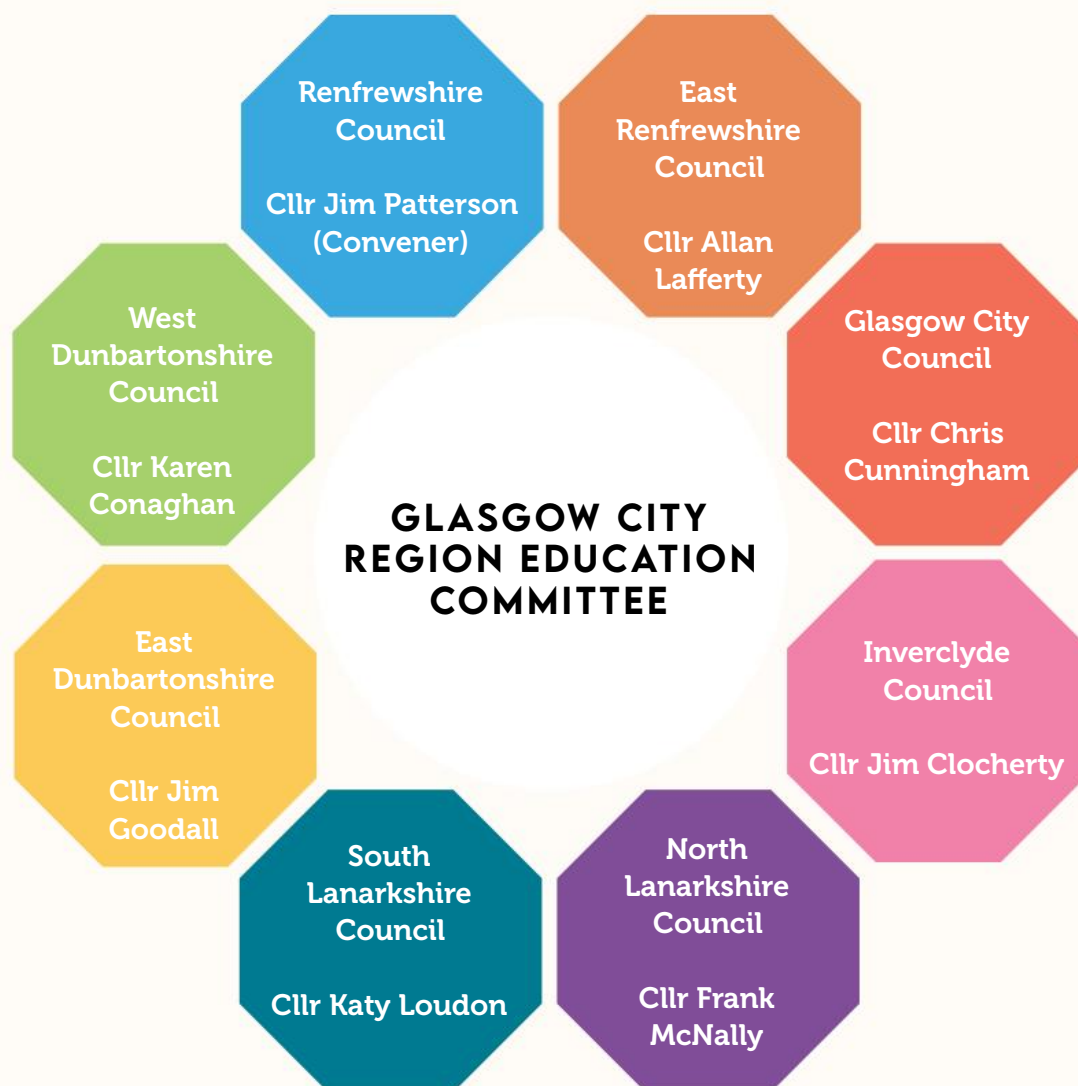 Renfrewshire
Council
Cllr Jim Patterson
(Convener)
East
Renfrewshire
Council
Cllr Allan
Lafferty
Glasgow City
Council
Cllr Chris
Cunningham
Inverclyde
Council
Cllr Jim Clocherty
North
Lanarkshire
Council
Cllr Frank
McNally
South
Lanarkshire
Council
Cllr Katy Loudon
East
Dunbartonshire
Council
Cllr Jim
Goodall
West
Dunbartonshire
Council
Cllr Karen
Conaghan
GLASGOW CITY
REGION EDUCATION
COMMITTEE